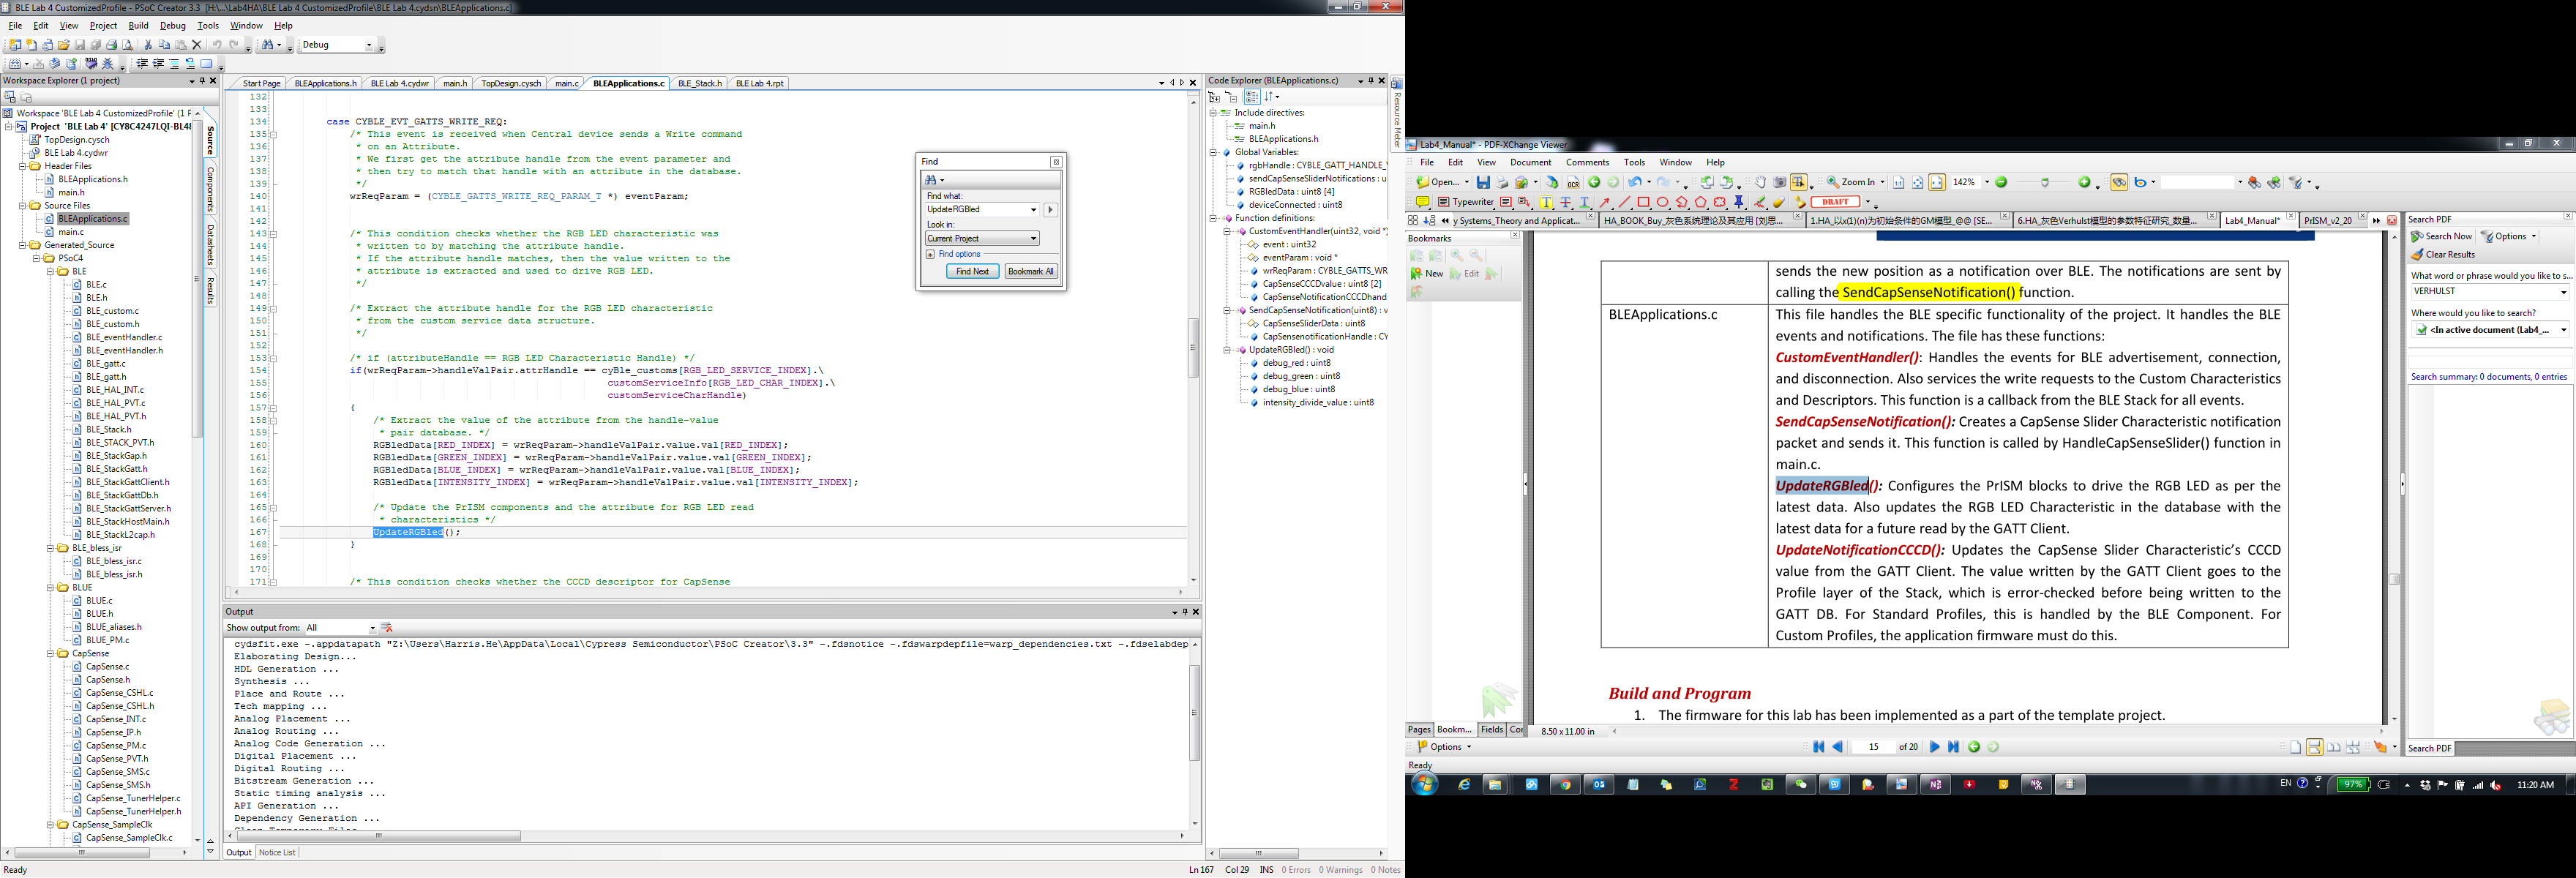 BLE Lab 4 CustomizedProfile - PSoC Creator 3.3 [H:\...\Lab4HA\BLE Lab 4 CustomizedProfile\BLE Lab 4.cydsn\BLEApplications.c]
File Edit View Project Build Debug Tools Window Help
Debug
Workspace Explorer (1 project)
Workspace 'BLE Lab 4 CustomizedProfile' (1 P
Project 'BLE Lab 4' [CY8C4247LQI-BL48
TopDesign.cysch
BLE Lab 4.cydwr
Header Files
BLEApplications.h
main.h
Source Files
BLEApplications.c
main.c
Generated_Source
PSoC4
BLE
BLE.c
BLE.h
BLE_custom.c
BLE_custom.h
BLE_eventHandler.c
BLE_eventHandler.h
BLE_gatt.c
BLE_gatt.h
BLE_HAL_INT.c
BLE_HAL_PVT.c
BLE_HAL_PVT.h
BLE_Stack.h
BLE_STACK_PVT.h
BLE_StackGap.h
BLE_StackGatt.h
BLE_StackGattClient.h
BLE_StackGattDb.h
BLE_StackGattServer.h
BLE_StackHostMain.h
BLE_StackL2cap.h
BLE_bless_isr
BLE_bless_isr.c
BLE_bless_isr.h
BLUE
BLUE.c
BLUE.h
BLUE_aliases.h
BLUE_PM.c
CapSense
CapSense.c
CapSense.h
CapSense_CSHL.c
CapSense_CSHL.h
CapSense_INT.c
CapSense_IP.h
CapSense_PM.c
CapSense_PVT.h
CapSense_SMS.c
CapSense_SMS.h
CapSense_TunerHelper.c
CapSense_TunerHelper.h
CapSense_SampleClk
CapSense_SampleClk.c
Source
Components
Datasheets
Results
Start Page BLEApplications.h BLE Lab 4.cydwr main.h TopDesign.cysch main.c BLEApplications.c BLE_Stack.h BLE Lab 4.rpt
132
133
134 case CYBLE_EVT_GATTS_WRITE_REQ:
135 /* This event is received when Central device sends a Write command
136 * on an Attribute.
137 * We first get the attribute handle from the event parameter and
138 * then try to match that handle with an attribute in the database.
139 */
140 wrReqParam = (CYBLE_GATTS_WRITE_REQ_PARAM_T *) eventParam;
141
142
143 /* This condition checks whether the RGB LED characteristic was
144 * written to by matching the attribute handle.
145 * If the attribute handle matches, then the value written to the
146 * attribute is extracted and used to drive RGB LED.
147 */
148
149 /* Extract the attribute handle for the RGB LED characteristic
150 * from the custom service data structure.
151 */
152
153 /* if (attributeHandle == RGB LED Characteristic Handle) */
154 if(wrReqParam->handleValPair.attrHandle == cyBle_customs[RGB_LED_SERVICE_INDEX].\
155 customServiceInfo[RGB_LED_CHAR_INDEX].\
156 customServiceCharHandle)
157 {
158 /* Extract the value of the attribute from the handle-value
159 * pair database. */
160 RGBledData[RED_INDEX] = wrReqParam->handleValPair.value.val[RED_INDEX];
161 RGBledData[GREEN_INDEX] = wrReqParam->handleValPair.value.val[GREEN_INDEX];
162 RGBledData[BLUE_INDEX] = wrReqParam->handleValPair.value.val[BLUE_INDEX];
163 RGBledData[INTENSITY_INDEX] = wrReqParam->handleValPair.value.val[INTENSITY_INDEX];
164
165 /* Update the PrISM components and the attribute for RGB LED read
166 * characteristics */
167 UpdateRGBled();
168 }
169
170
171 /* This condition checks whether the CCCD descriptor for CapSense
Find
Find what:
UpdateRGBled
Look in:
Current Project
Find options
Find Next Bookmark All
Output
Show output from: All
cydsfit.exe -.appdatapath "Z:\Users\Harris.He\AppData\Local\Cypress Semiconductor\PSoC Creator\3.3" -.fdsnotice -.fdswarpdepfile=warp_dependencies.txt -.fdselabdep
Elaborating Design...
HDL Generation ...
Synthesis ...
Place and Route ...
Tech mapping ...
Analog Placement ...
Analog Routing ...
Analog Code Generation ...
Digital Placement ...
Digital Routing ...
Bitstream Generation ...
Static timing analysis ...
API Generation ...
Dependency Generation ...
Output Notice List
Ready
Ln 167 Col 29 INS 0 Errors 0 Warnings 0 Notes
Code Explorer (BLEApplications.c)
Include directives:
main.h
BLEApplications.h
Global Variables:
rgbHandle : CYBLE_GATT_HANDLE_
sendCapSenseSliderNotifications : u
RGBledData : uint8 [4]
deviceConnected : uint8
Function definitions:
CustomEventHandler(uint32, void *)
event : uint32
eventParam : void *
wrReqParam : CYBLE_GATTS_WR
CapSenseCCCDvalue : uint8 [2]
CapSenseNotificationCCCDhand
SendCapSenseNotification(uint8) : v
CapSenseSliderData : uint8
CapSensenotificationHandle : CY
UpdateRGBled() : void
debug_red : uint8
debug_green : uint8
debug_blue : uint8
intensity_divide_value : uint8
Resource Meter
Lab4_Manual* - PDF-XChange Viewer
File Edit View Document Comments Tools Window Help
Open... OCR Zoom In 142%
Typewriter DRAFT
y Systems_Theory and Applicat... HA_BOOK_Buy_灰色系统理论及其应用 [刘思... 1.HA_以x(1)(n)为初始条件的GM模型_@@ [SE... 6.HA_灰色Verhulst模型的参数特征研究_数量... Lab4_Manual* PrISM_v2_20
Bookmarks
New Edit
sends the new position as a notification over BLE. The notifications are sent by
calling the SendCapSenseNotification() function.
BLEApplications.c
This file handles the BLE specific functionality of the project. It handles the BLE
events and notifications. The file has these functions:
CustomEventHandler(): Handles the events for BLE advertisement, connection,
and disconnection. Also services the write requests to the Custom Characteristics
and Descriptors. This function is a callback from the BLE Stack for all events.
SendCapSenseNotification(): Creates a CapSense Slider Characteristic notification
packet and sends it. This function is called by HandleCapSenseSlider() function in
main.c.
UpdateRGBled(): Configures the PrISM blocks to drive the RGB LED as per the
latest data. Also updates the RGB LED Characteristic in the database with the
latest data for a future read by the GATT Client.
UpdateNotificationCCCD(): Updates the CapSense Slider Characteristic’s CCCD
value from the GATT Client. The value written by the GATT Client goes to the
Profile layer of the Stack, which is error-checked before being written to the
GATT DB. For Standard Profiles, this is handled by the BLE Component. For
Custom Profiles, the application firmware must do this.
Build and Program
1. The firmware for this lab has been implemented as a part of the template project.
Pages Bookm... Fields Co
8.50 x 11.00 in
Options
15 of 20
Ready
Search PDF
Search Now Options
Clear Results
What word or phrase would you like to s...
VERHULST
Where would you like to search?
<In active document (Lab4_...
Search summary: 0 documents, 0 entries
Search PDF
EN 97% 11:20 AM